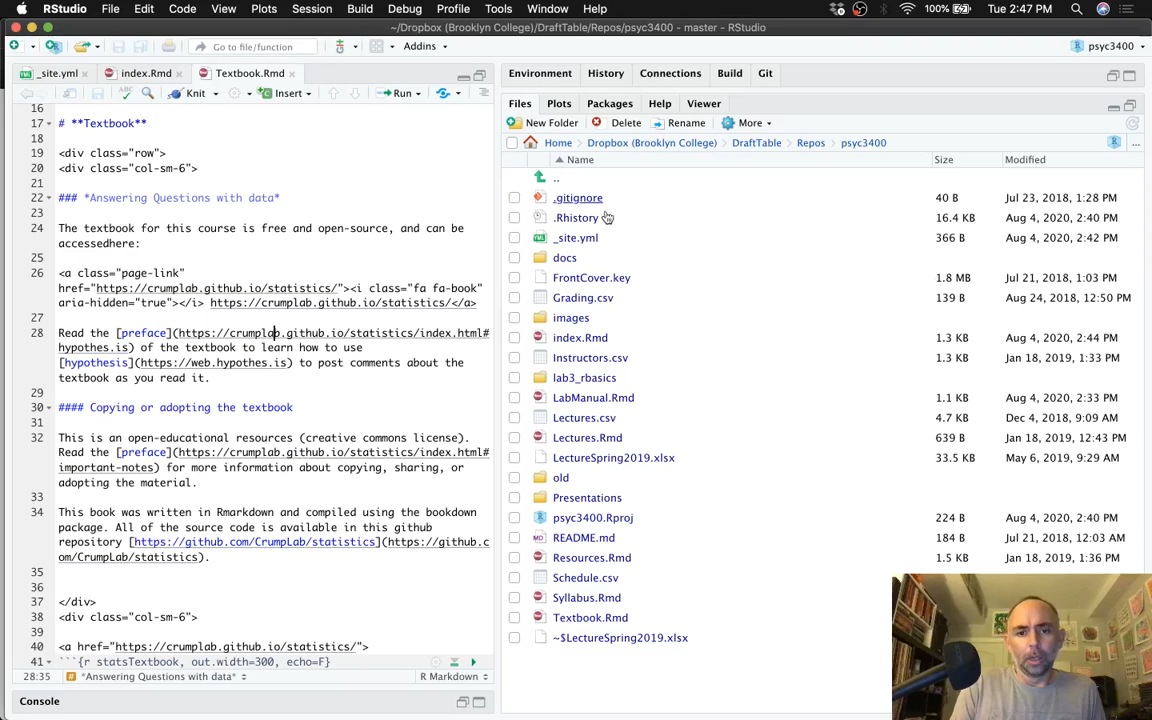 RStudio File Edit Code View Plots Session Build Debug Profile Tools Window Help 100% Tue 2:47 PM
~/Dropbox (Brooklyn College)/DraftTable/Repos/psyc3400 - master - RStudio
Go to file/function Addins psyc3400
_site.yml index.Rmd Textbook.Rmd
Knit Insert Run
16
17 # **Textbook**
18
19 <div class="row">
20 <div class="col-sm-6">
21
22 ### *Answering Questions with data*
23
24 The textbook for this course is free and open-source, and can be
accessedhere:
25
26 <a class="page-link"
href="https://crumplab.github.io/statistics/"><i class="fa fa-book"
aria-hidden="true"></i> https://crumplab.github.io/statistics/</a>
27
28 Read the [preface](https://crumplab.github.io/statistics/index.html#
hypothes.is) of the textbook to learn how to use
[hypothesis](https://web.hypothes.is) to post comments about the
textbook as you read it.
29
30 #### Copying or adopting the textbook
31
32 This is an open-educational resources (creative commons license).
Read the [preface](https://crumplab.github.io/statistics/index.html#
important-notes) for more information about copying, sharing, or
adopting the material.
33
34 This book was written in Rmarkdown and compiled using the bookdown
package. All of the source code is available in this github
repository [https://github.com/CrumpLab/statistics](https://github.c
om/CrumpLab/statistics).
35
36
37 </div>
38 <div class="col-sm-6">
39
40 <a href="https://crumplab.github.io/statistics/">
41 ```{r statsTextbook, out.width=300, echo=F}
28:35 *Answering Questions with data* R Markdown
Console
Environment History Connections Build Git
Files Plots Packages Help Viewer
New Folder Delete Rename More
Home Dropbox (Brooklyn College) DraftTable Repos psyc3400 ...
Name Size Modified
..
.gitignore 40 B Jul 23, 2018, 1:28 PM
.Rhistory 16.4 KB Aug 4, 2020, 2:40 PM
_site.yml 366 B Aug 4, 2020, 2:42 PM
docs
FrontCover.key 1.8 MB Jul 21, 2018, 1:03 PM
Grading.csv 139 B Aug 24, 2018, 12:50 PM
images
index.Rmd 1.3 KB Aug 4, 2020, 2:44 PM
Instructors.csv 1.3 KB Jan 18, 2019, 1:33 PM
lab3_rbasics
LabManual.Rmd 1.1 KB Aug 4, 2020, 2:33 PM
Lectures.csv 4.7 KB Dec 4, 2018, 9:09 AM
Lectures.Rmd 639 B Jan 18, 2019, 12:43 PM
LectureSpring2019.xlsx 33.5 KB May 6, 2019, 9:29 AM
old
Presentations
psyc3400.Rproj 224 B Aug 4, 2020, 2:40 PM
README.md 184 B Jul 21, 2018, 12:03 AM
Resources.Rmd 1.5 KB Jan 18, 2019, 1:36 PM
Schedule.csv
Syllabus.Rmd
Textbook.Rmd
~$LectureSpring2019.xlsx